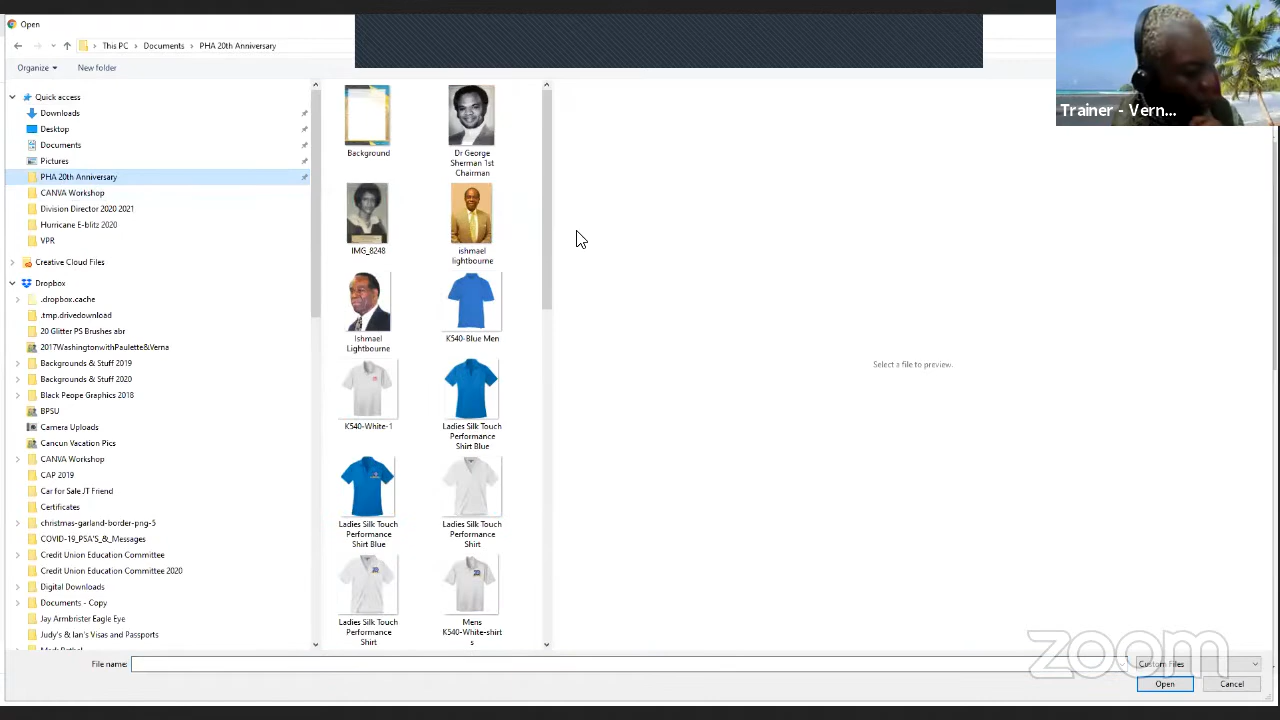 Open
Trainer - Vern...
This PC
Documents
PHA 20th Anniversary
Organize
New folder
Quick access
Downloads
Desktop
Documents
Pictures
PHA 20th Anniversary
CANVA Workshop
Division Director 2020 2021
Hurricane E-blitz 2020
VPR
Creative Cloud Files
Dropbox
.dropbox.cache
.tmp.drivedownload
20 Glitter PS Brushes abr
2017WashingtonwithPaulette&Verna
Backgrounds & Stuff 2019
Backgrounds & Stuff 2020
Black Peope Graphics 2018
BPSU
Camera Uploads
Cancun Vacation Pics
CANVA Workshop
CAP 2019
Car for Sale JT Friend
Certificates
christmas-garland-border-png-5
COVID-19_PSA'S_&_Messages
Credit Union Education Committee
Credit Union Education Committee 2020
Digital Downloads
Documents - Copy
Jay Armbrister Eagle Eye
Judy's & Ian's Visas and Passports
Background
Dr George
Sherman 1st
Chairman
IMG_8248
ishmael
lightbourne
Ishmael
Lightbourne
K540-Blue Men
K540-White-1
Ladies Silk Touch
Performance
Shirt Blue
Ladies Silk Touch
Performance
Shirt Blue
Ladies Silk Touch
Performance
Shirt
Ladies Silk Touch
Performance
Shirt
Mens
K540-White-shirt
s
Select a file to preview.
File name:
Custom Files
Open
Cancel
zoom